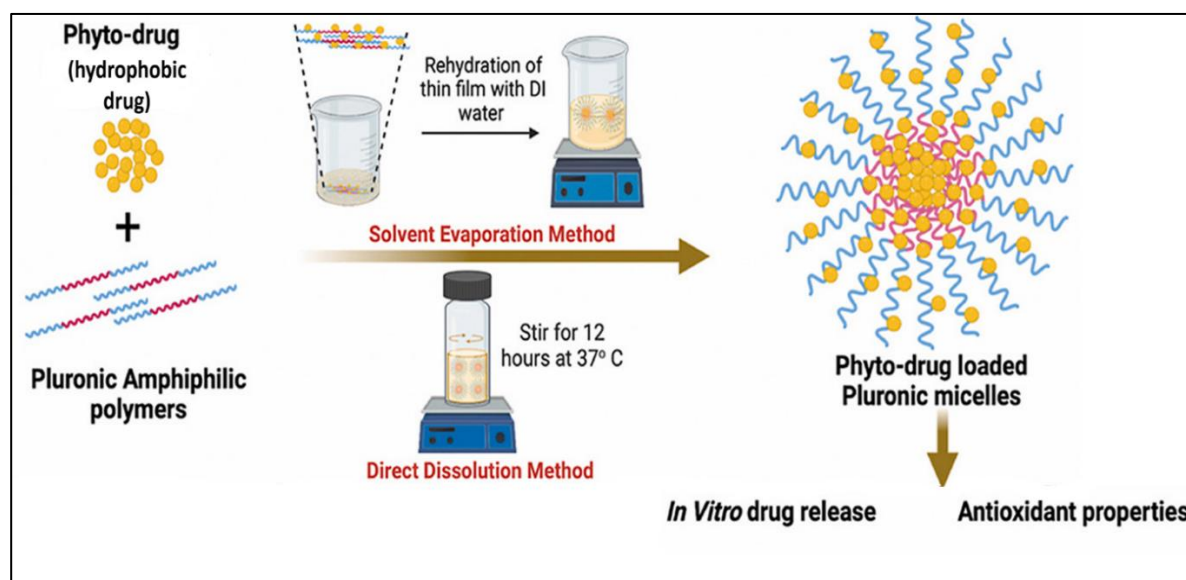 Phyto-drug
(hydrophobic
drug)
+
Pluronic Amphiphilic
polymers
Rehydration of
thin film with DI
water
Solvent Evaporation Method
Stir for 12
hours at 37º C
Direct Dissolution Method
Phyto-drug loaded
Pluronic micelles
In Vitro drug release
Antioxidant properties